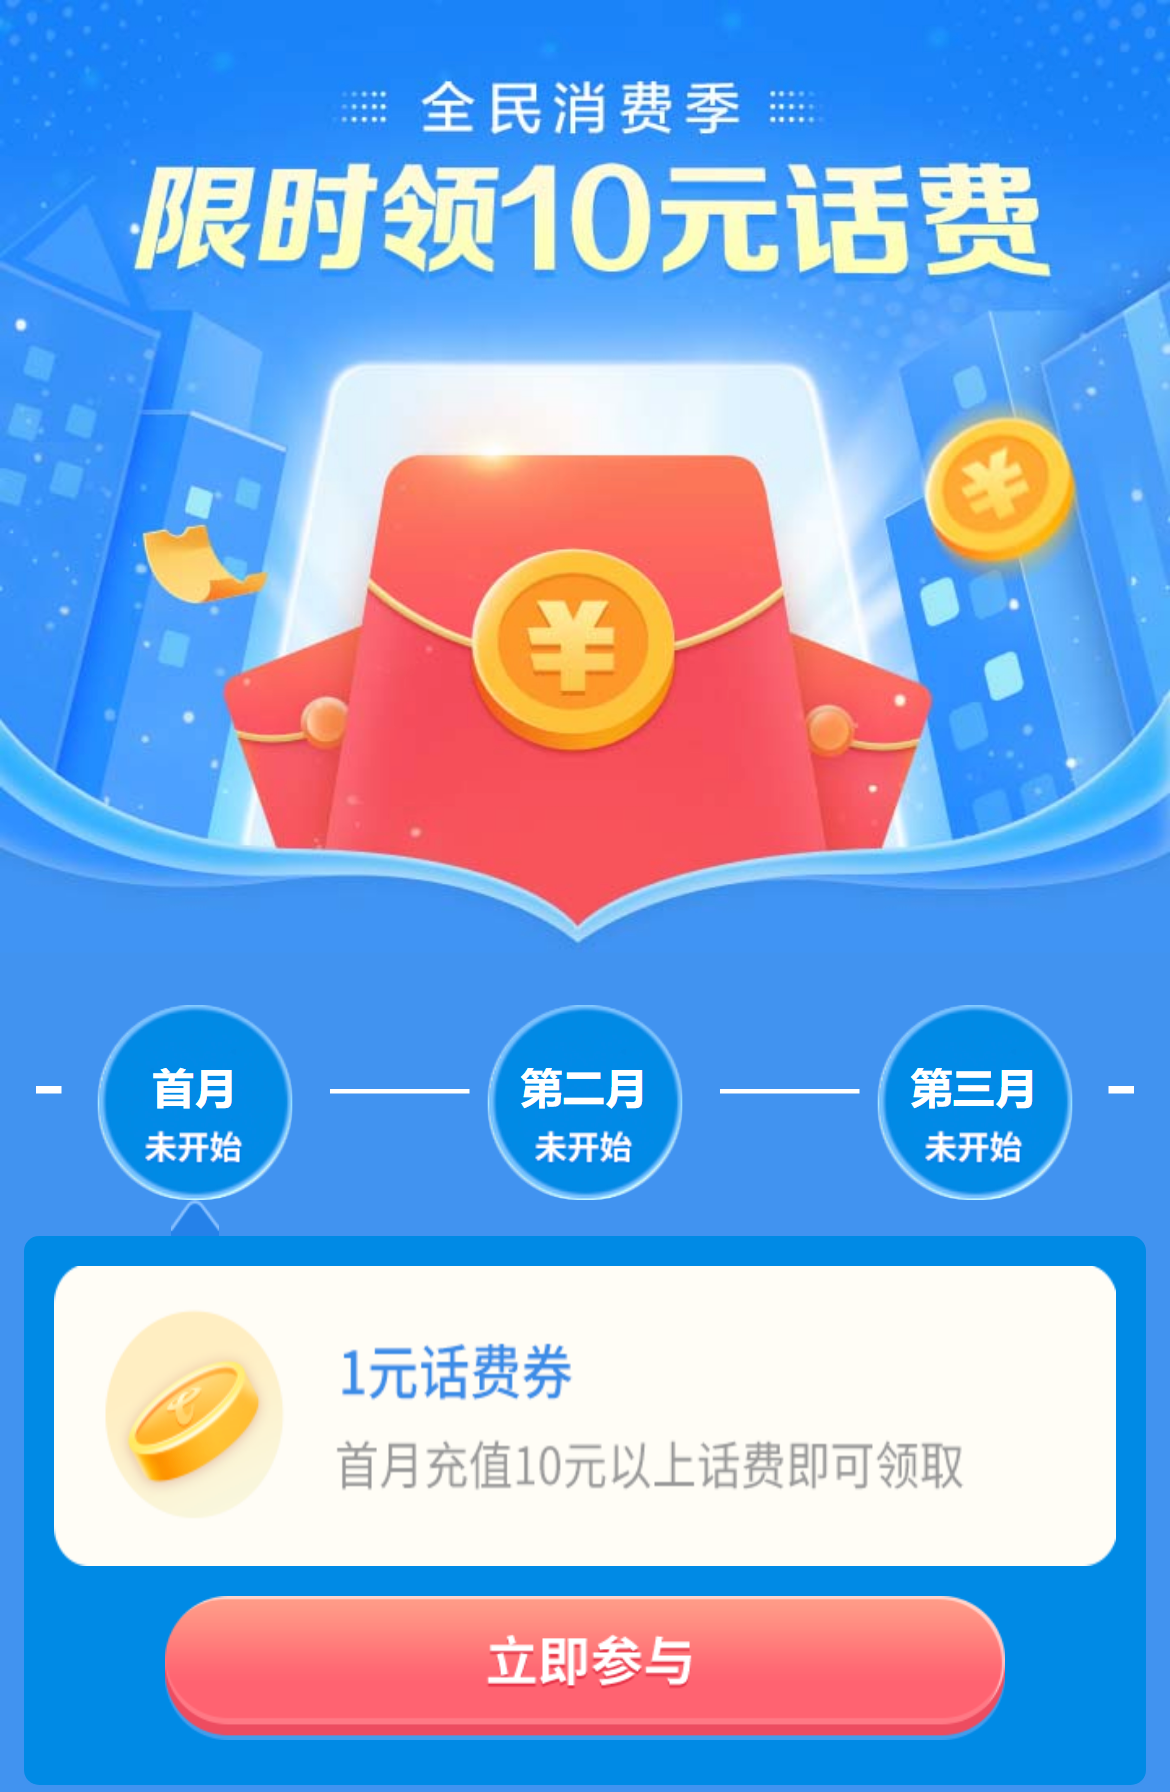 全民消费季
限时领10元话费
¥
¥
首月
未开始
第二月
未开始
第三月
未开始
1元话费券
首月充值10元以上话费即可领取
立即参与